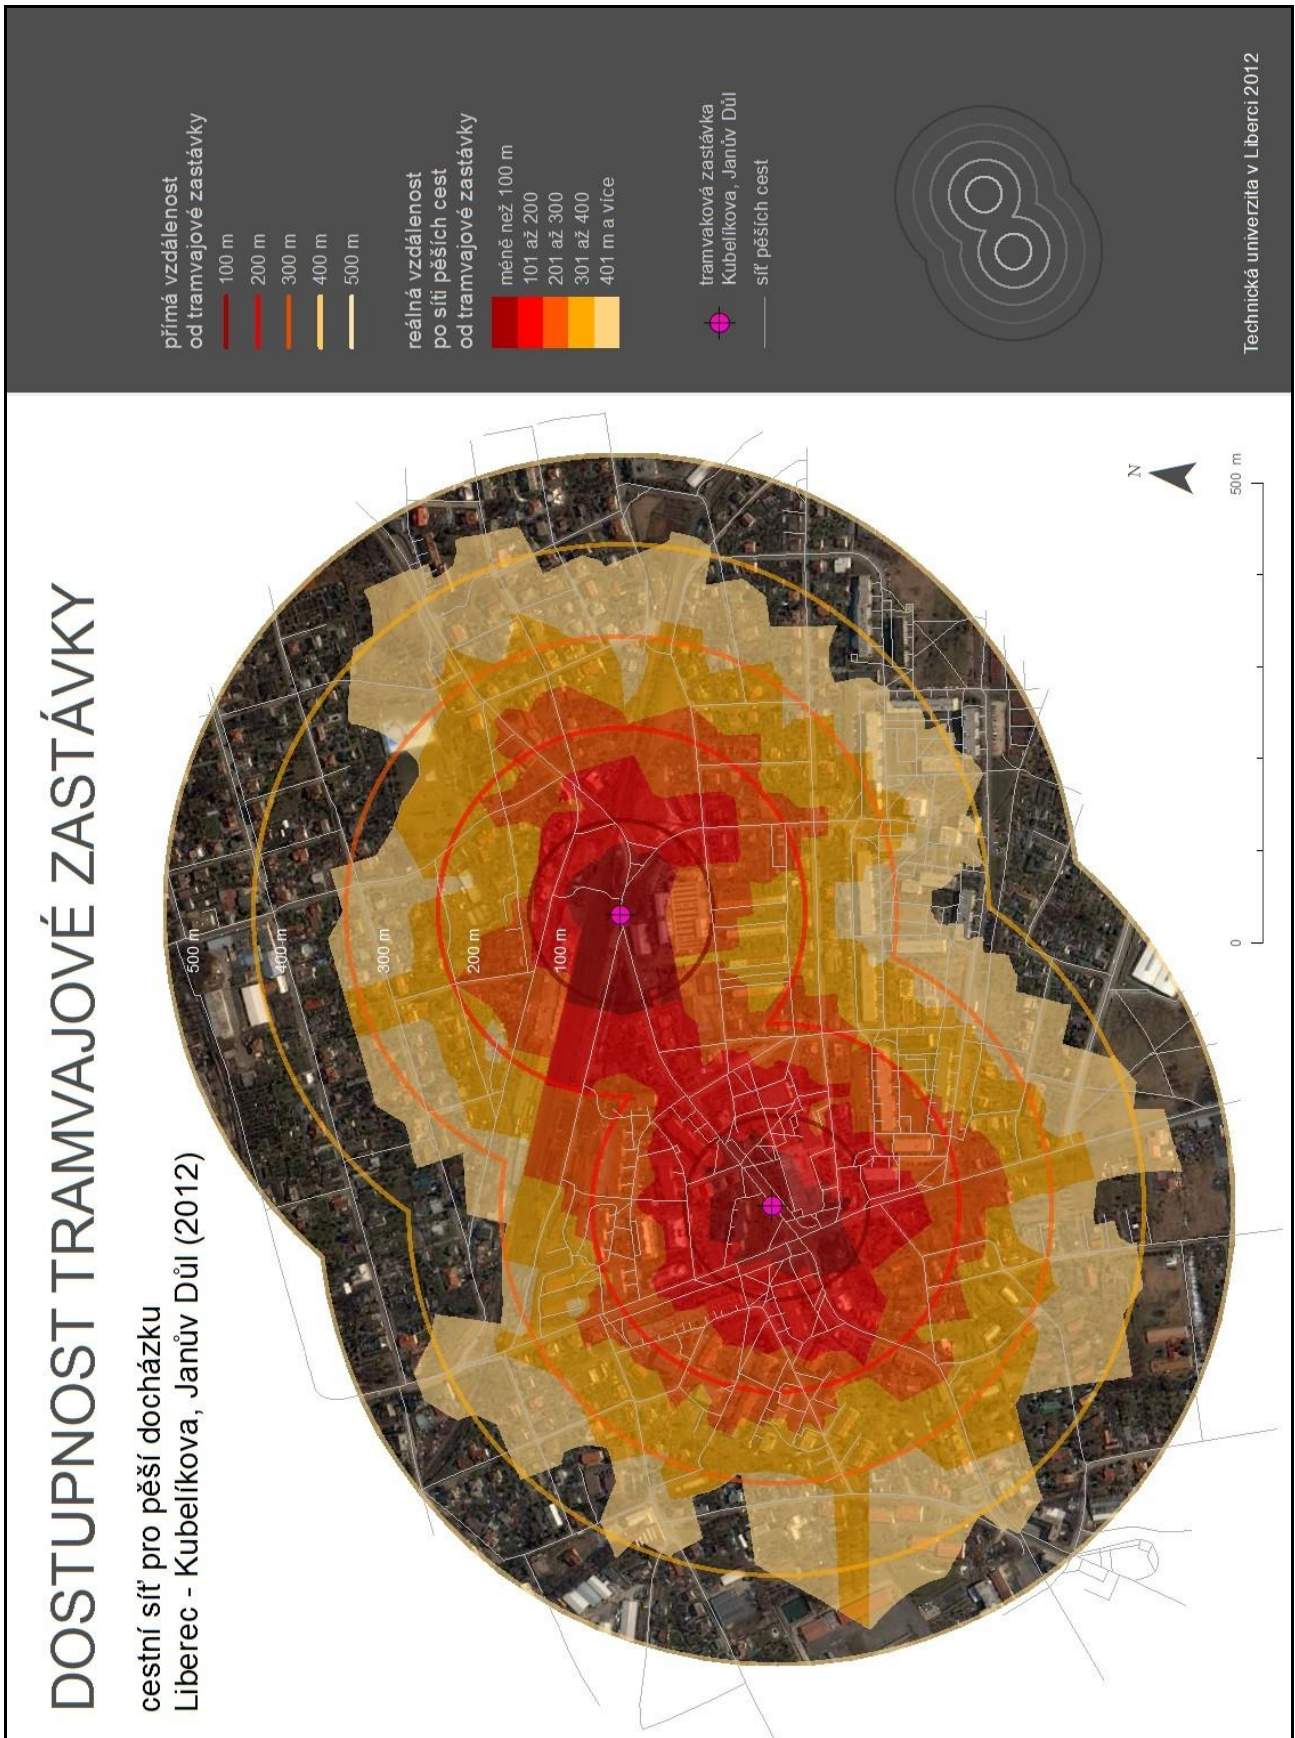 DOSTUPNOST TRAMVAJOVÉ ZASTÁVKY
cestní síť pro pěší docházku
Liberec - Kubelíkova, Janův Důl (2012)
500 m
400 m
300 m
200 m
100 m
N
0
500 m
přímá vzdálenost
od tramvajové zastávky
100 m
200 m
300 m
400 m
500 m
reálná vzdálenost
po síti pěších cest
od tramvajové zastávky
méně než 100 m
101 až 200
201 až 300
301 až 400
401 m a více
tramvaková zastávka
Kubelíkova, Janův Důl
síť pěších cest
Technická univerzita v Liberci 2012